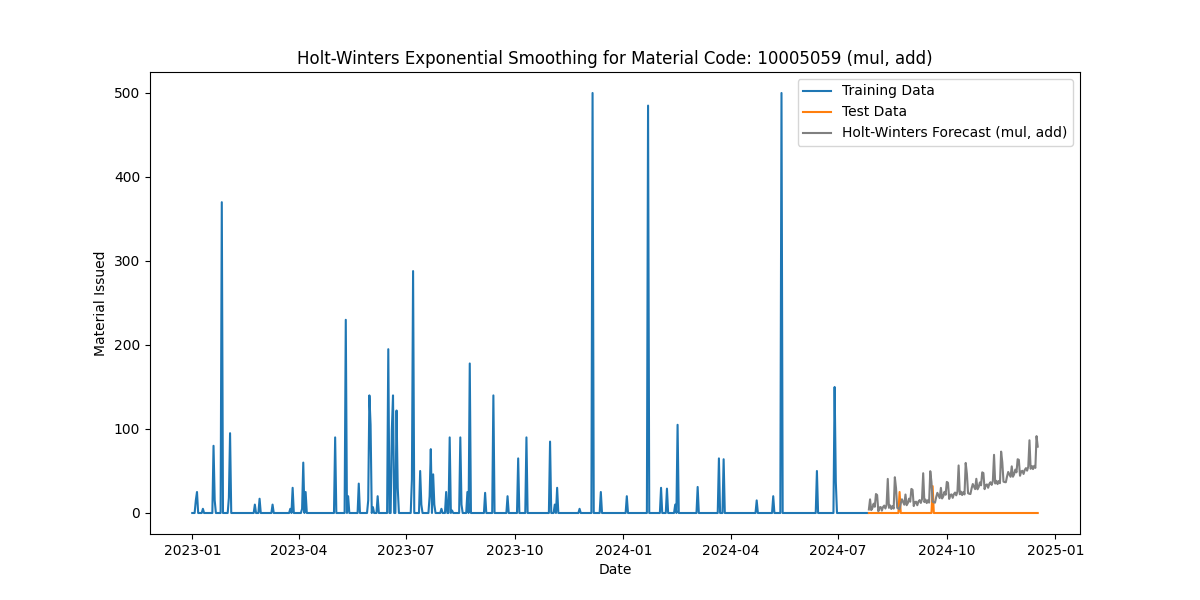 Holt-Winters Exponential Smoothing for Material Code: 10005059 (mul, add)
Training Data
Test Data
Holt-Winters Forecast (mul, add)
Material Issued
500
400
300
200
100
0
2023-01 2023-04 2023-07 2023-10 2024-01 2024-04 2024-07 2024-10 2025-01
Date